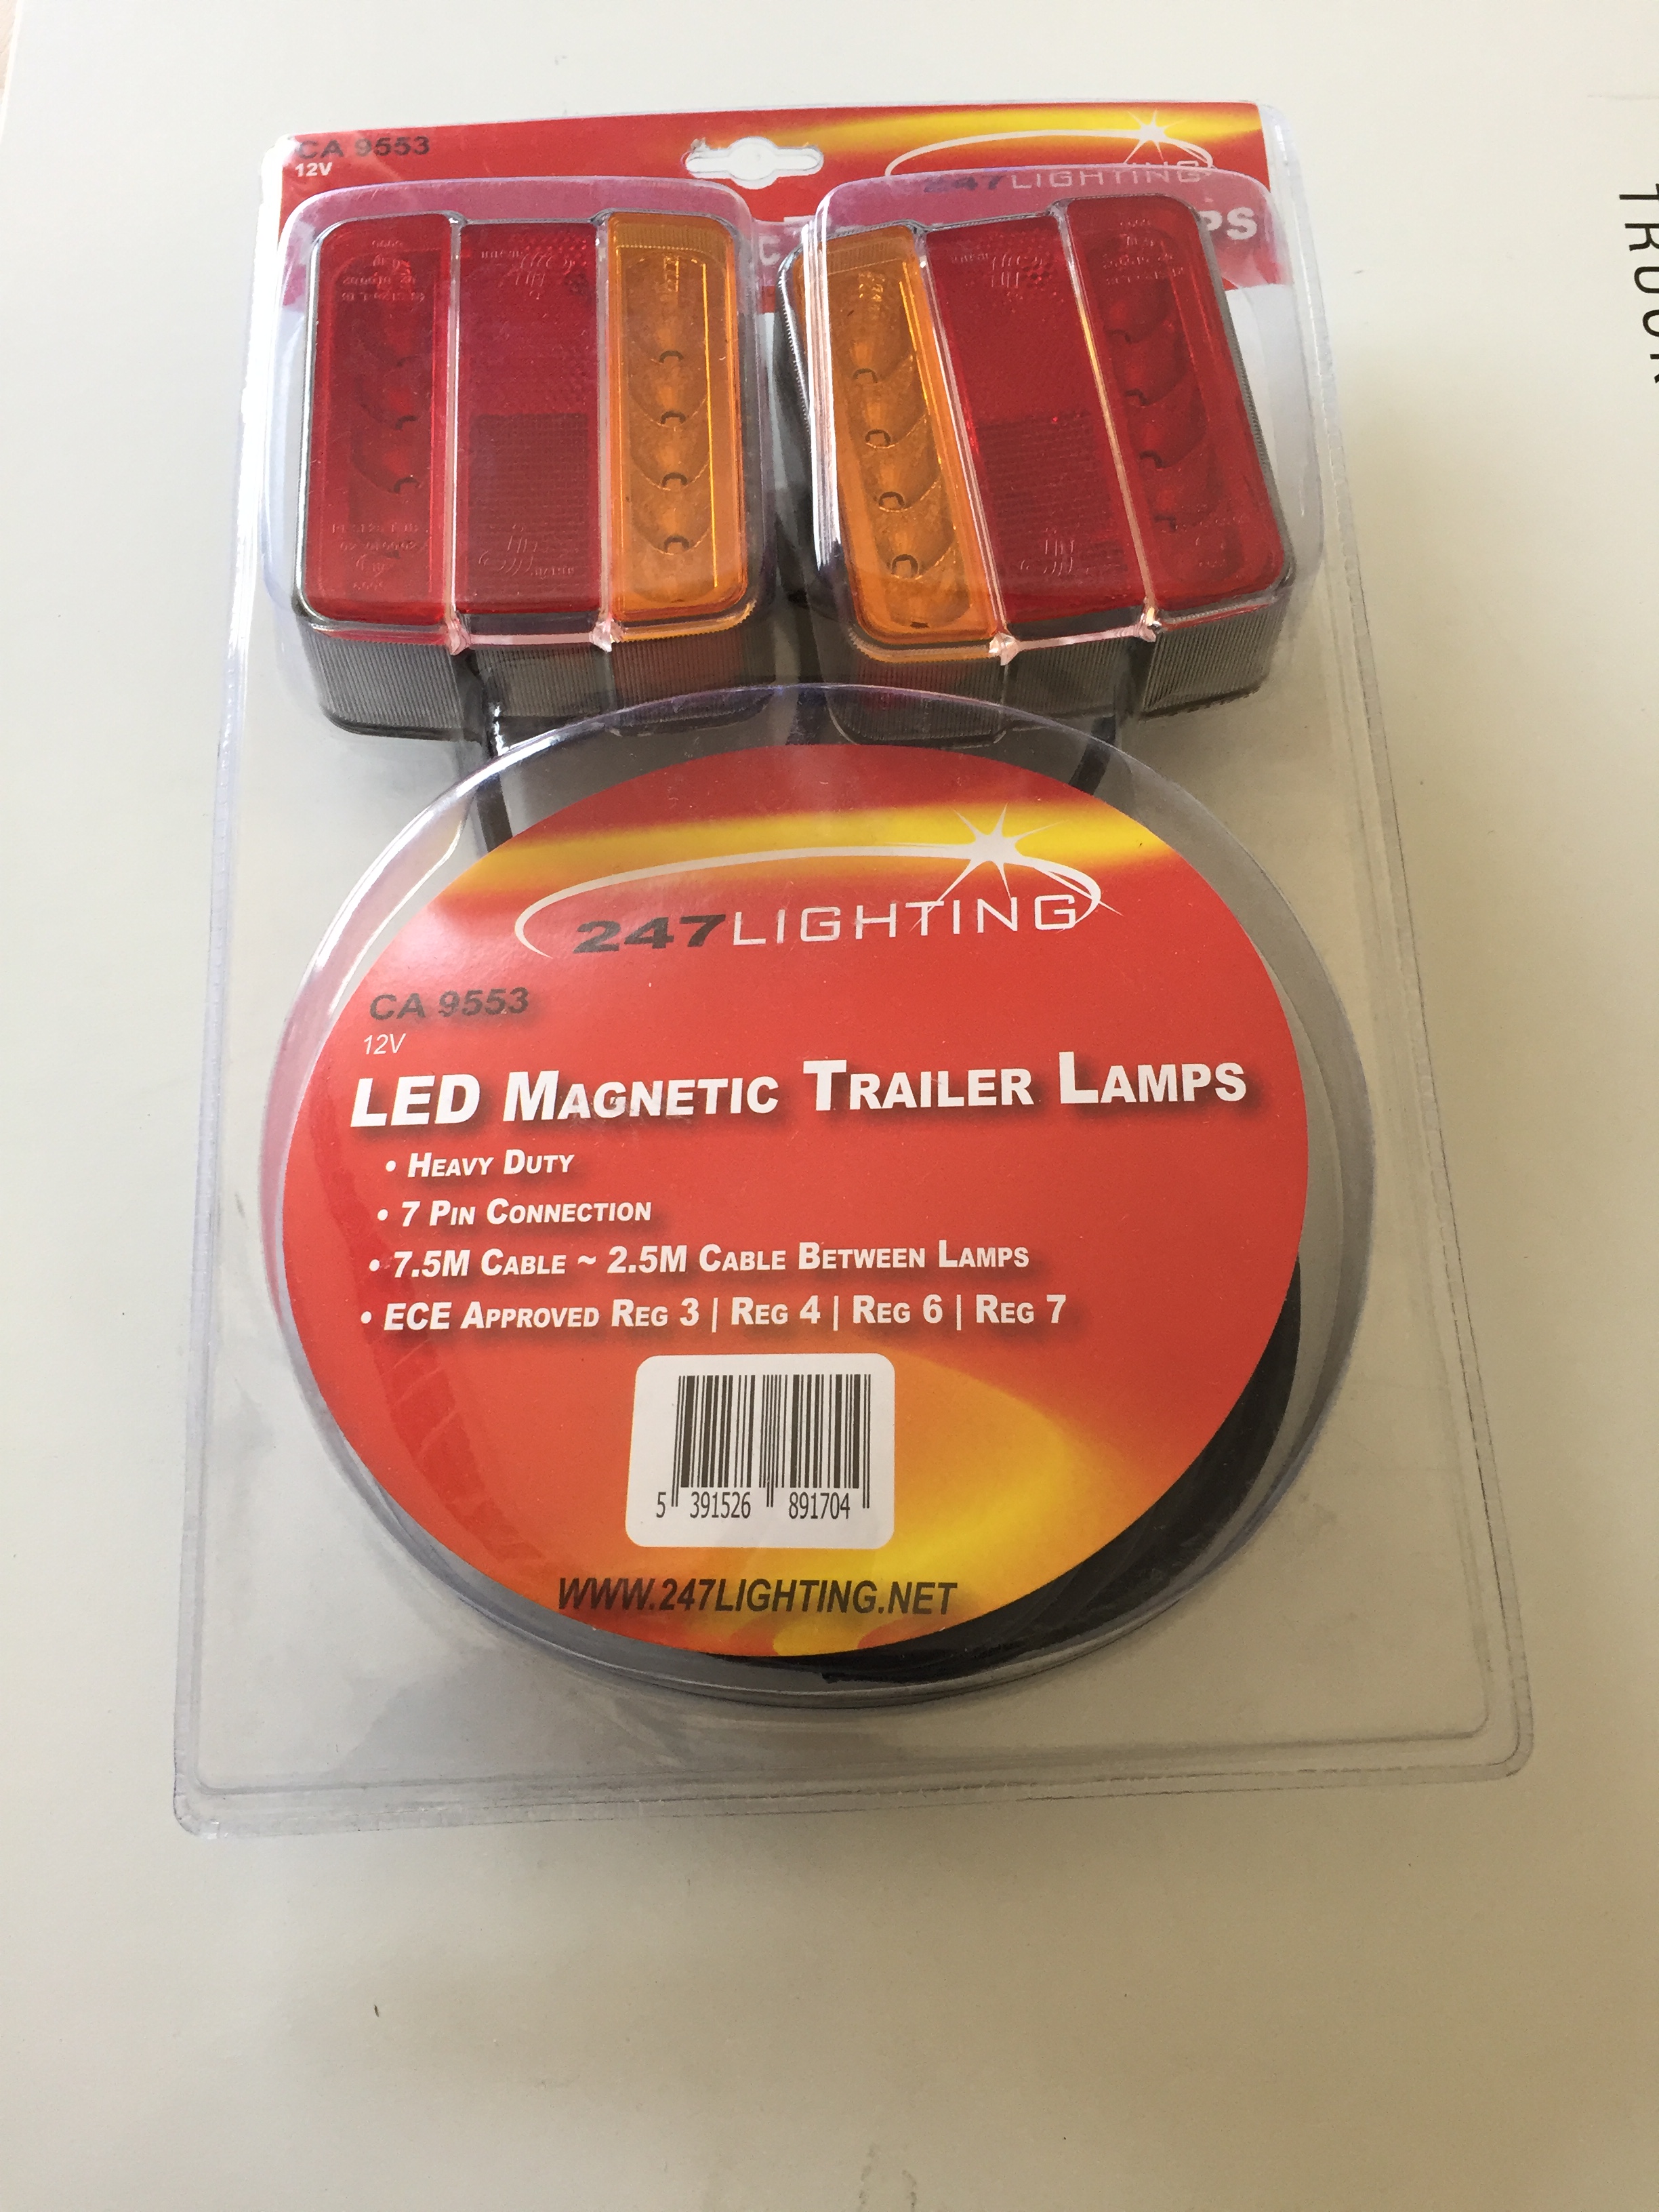 CA 9553
12V
247LIGHTING
PS
247LIGHTING
CA 9553
12V
LED MAGNETIC TRAILER LAMPS
• HEAVY DUTY
• 7 PIN CONNECTION
• 7.5M CABLE ~ 2.5M CABLE BETWEEN LAMPS
• ECE APPROVED REG 3 | REG 4 | REG 6 | REG 7
5 391526 891704
WWW.247LIGHTING.NET